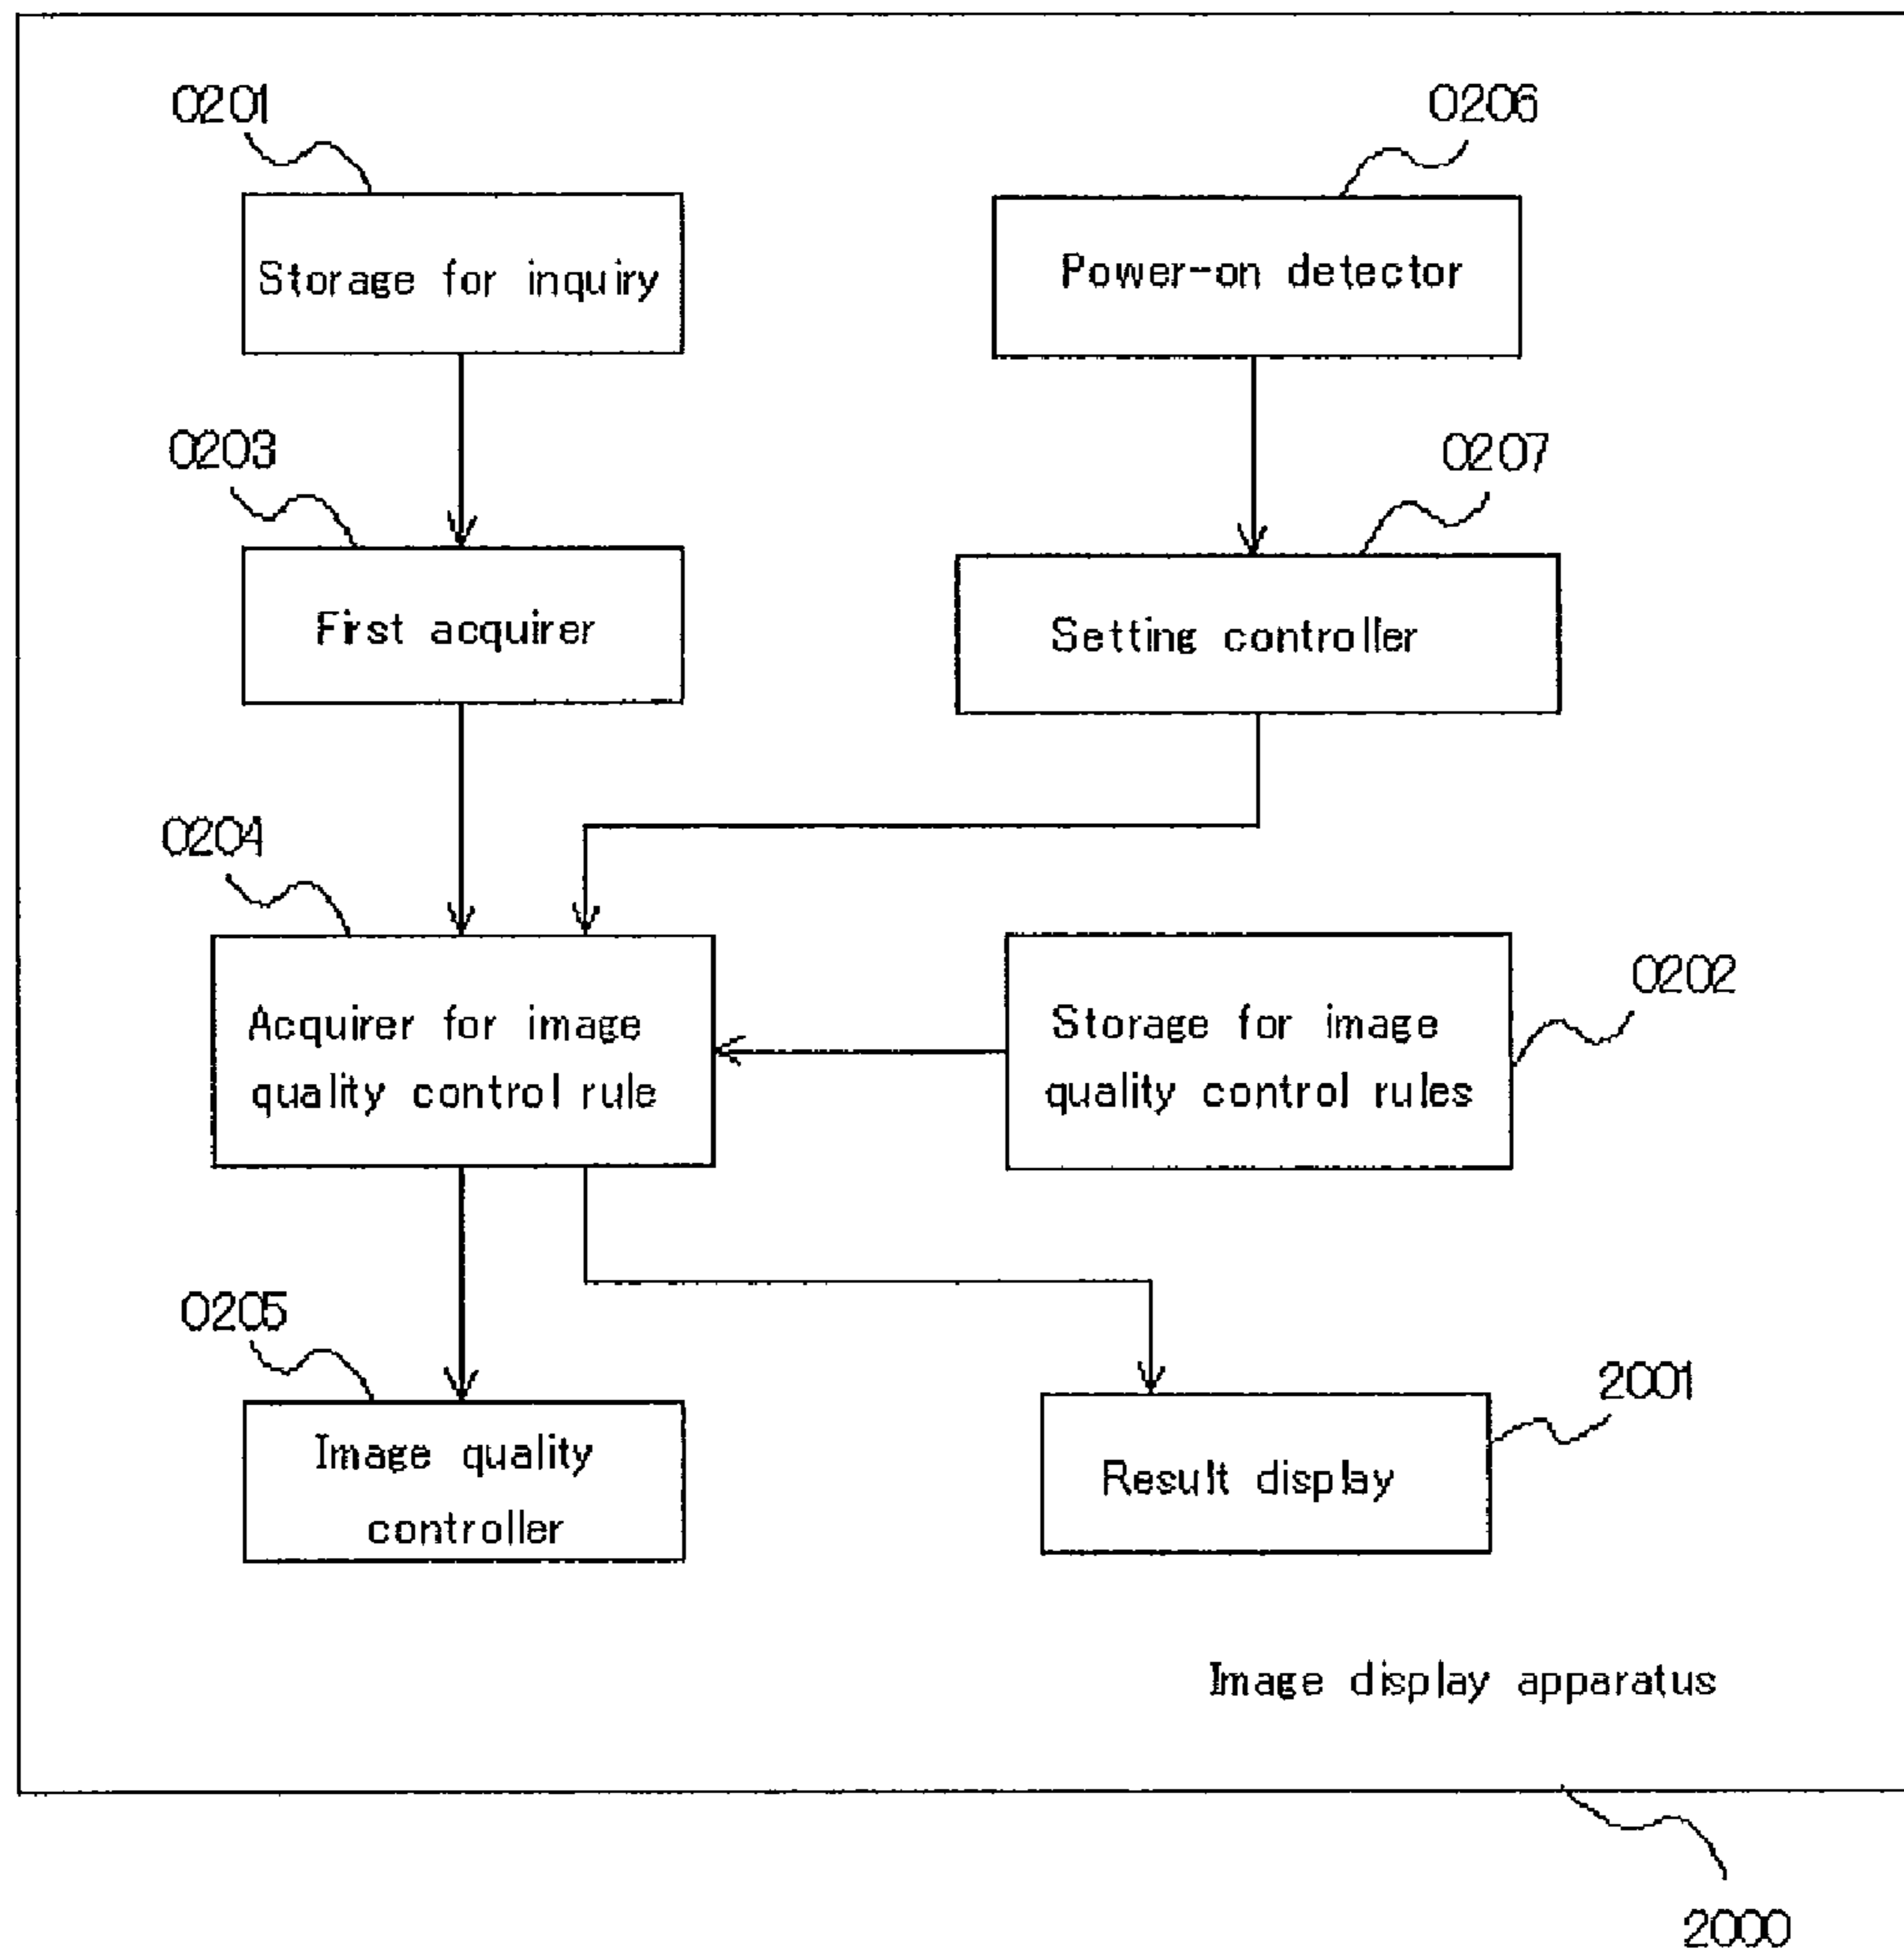 0201
0206
Storage for inquiry
Power-on detector
0203
0207
First acquirer
Setting controller
0204
0202
Acquirer for image
quality control rule
Storage for image
quality control rules
0205
2001
Image quality
controller
Result display
Image display apparatus
2000